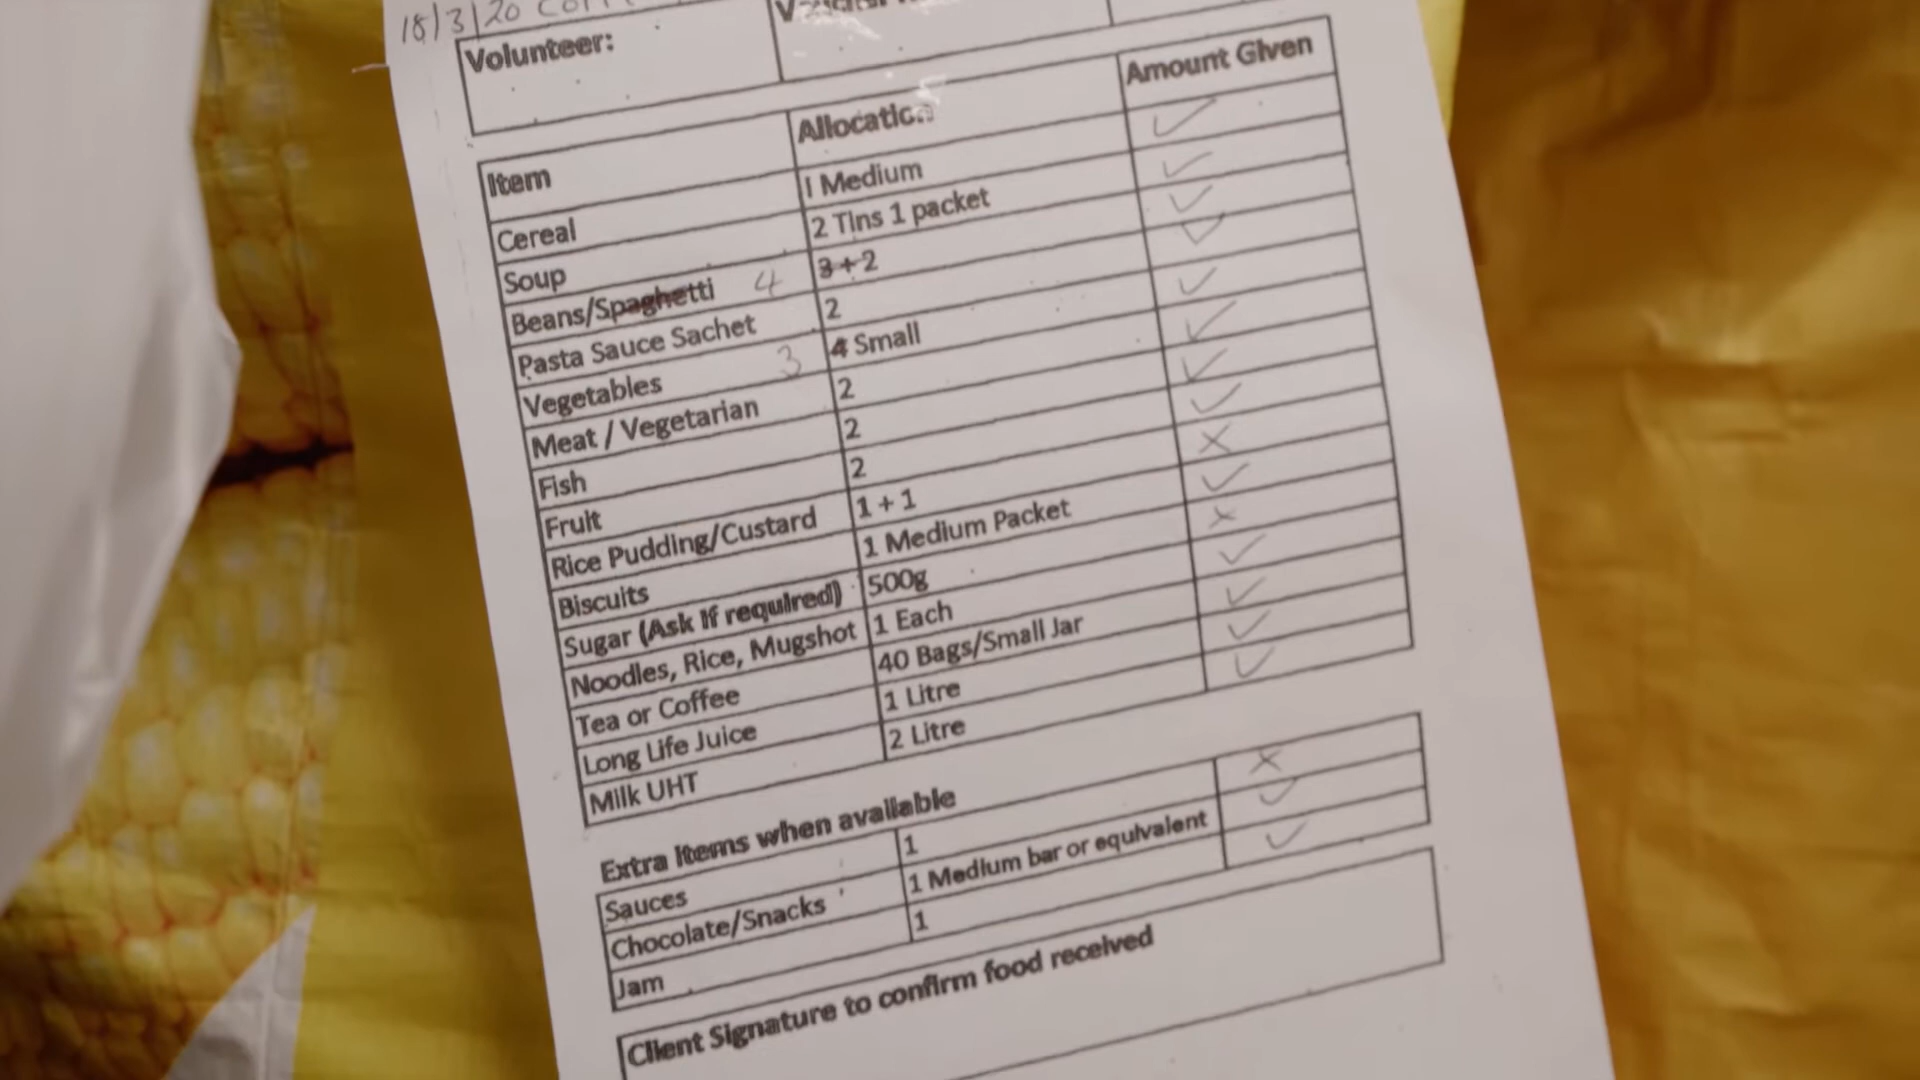 18/3/20
Volunteer:
Item Allocation Amount Given
Cereal 1 Medium ✓
Soup 2 Tins 1 packet ✓
Beans/Spaghetti 4 3+2 ✓
Pasta Sauce Sachet 2 ✓
Vegetables 3 4 Small ✓
Meat / Vegetarian 2 ✓
Fish 2 ✓
Fruit 2 ✓
Rice Pudding/Custard 1 + 1 X
Biscuits 1 Medium Packet ✓
Sugar (Ask if required) 500g X
Noodles, Rice, Mugshot 1 Each ✓
Tea or Coffee 40 Bags/Small Jar ✓
Long Life Juice 1 Litre ✓
Milk UHT 2 Litre ✓
Extra Items when available
Sauces 1 X
Chocolate/Snacks 1 Medium bar or equivalent ✓
Jam 1 ✓
Client Signature to confirm food received